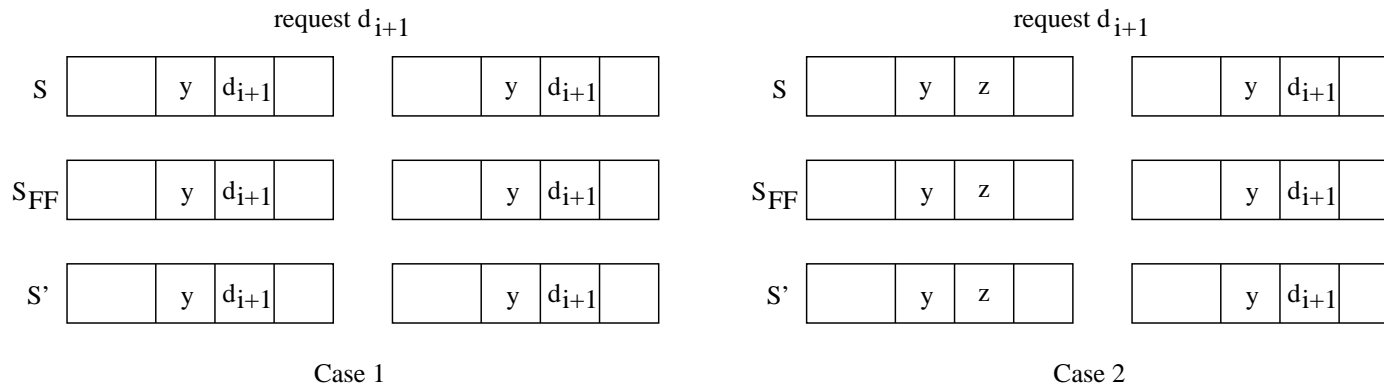 request d_{i+1} request d_{i+1}
S y d_{i+1} y d_{i+1} S y z y d_{i+1}
S_{FF} y d_{i+1} y d_{i+1} S_{FF} y z y d_{i+1}
S’ y d_{i+1} y d_{i+1} S’ y z y d_{i+1}
Case 1 Case 2